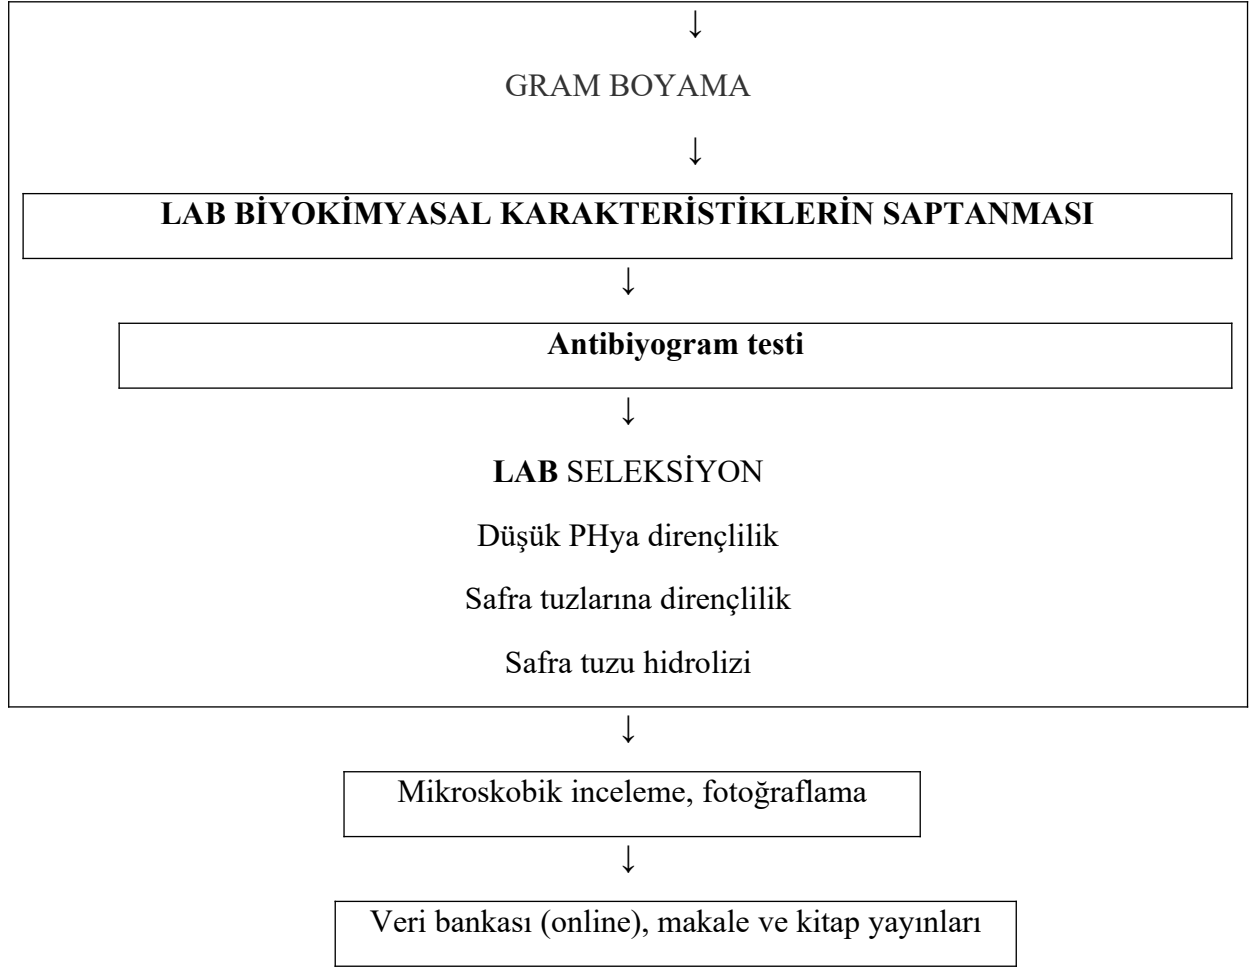 ↓
GRAM BOYAMA
↓
LAB BİYOKİMYASAL KARAKTERİSTİKLERİN SAPTANMASI
↓
Antibiyogram testi
↓
LAB SELEKSİYON
Düşük PHya dirençlilik
Safra tuzlarına dirençlilik
Safra tuzu hidrolizi
↓
Mikroskobik inceleme, fotoğraflama
↓
Veri bankası (online), makale ve kitap yayınları